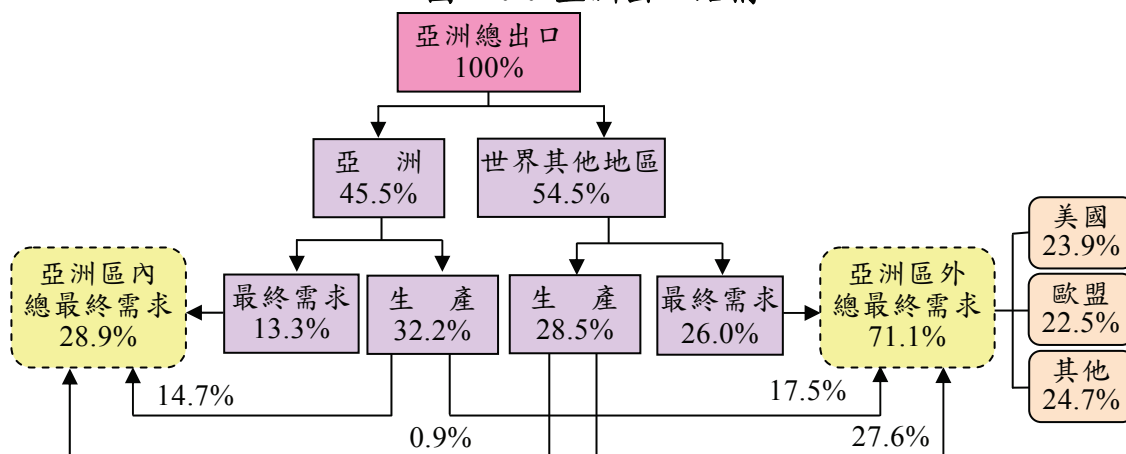 亞洲總出口
100%
亞 洲
45.5%
世界其他地區
54.5%
美國
23.9%
亞洲區內
總最終需求
28.9%
最終需求
13.3%
生 產
32.2%
生 產
28.5%
最終需求
26.0%
亞洲區外
總最終需求
71.1%
歐盟
22.5%
其他
24.7%
14.7%
17.5%
0.9%
27.6%